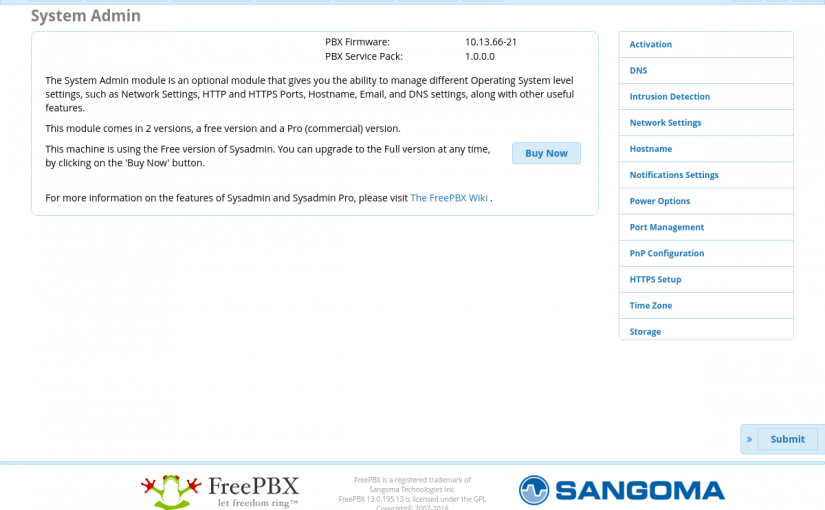 System Admin
PBX Firmware: 10.13.66-21
PBX Service Pack: 1.0.0.0
The System Admin module is an optional module that gives you the ability to manage different Operating System level
settings, such as Network Settings, HTTP and HTTPS Ports, Hostname, Email, and DNS settings, along with other useful
features.
This module comes in 2 versions, a free version and a Pro (commercial) version.
This machine is using the Free version of Sysadmin. You can upgrade to the Full version at any time,
by clicking on the 'Buy Now' button.
Buy Now
For more information on the features of Sysadmin and Sysadmin Pro, please visit The FreePBX Wiki .
Activation
DNS
Intrusion Detection
Network Settings
Hostname
Notifications Settings
Power Options
Port Management
PnP Configuration
HTTPS Setup
Time Zone
Storage
» Submit
FreePBX
let freedom ring™
FreePBX is a registered trademark of
Sangoma Technologies Inc.
FreePBX 13.0.195.13 is licensed under the GPL
Copyright© 2007-2018
SANGOMA